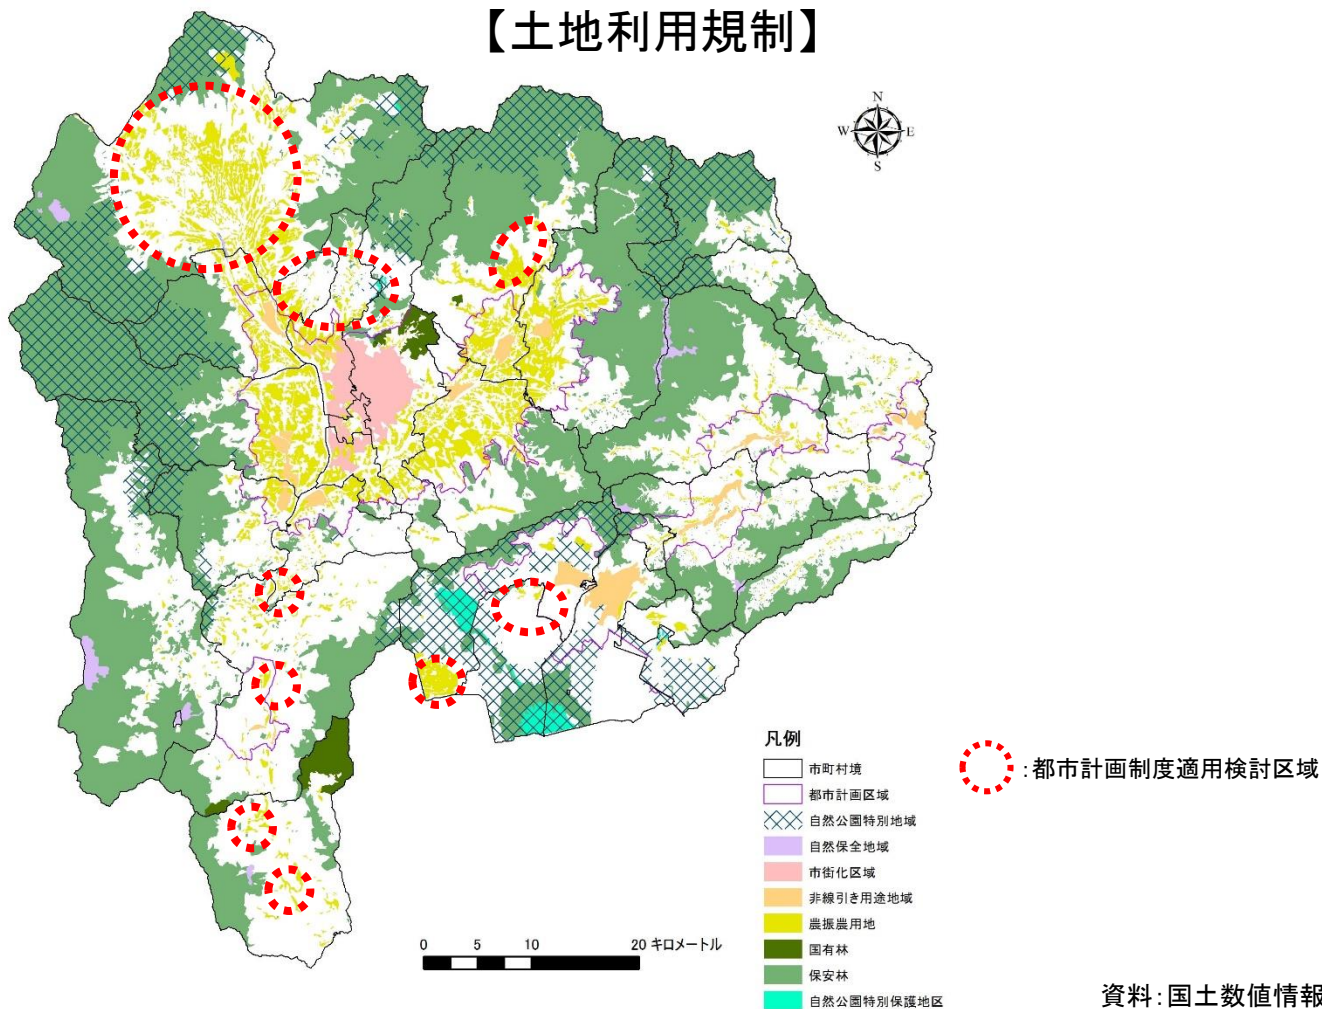 【土地利用規制】
N
W E
S
凡例
市町村境
都市計画区域
自然公園特別地域
自然保全地域
市街化区域
非線引き用途地域
農振農用地
国有林
保安林
自然公園特別保護地区
:都市計画制度適用検討区域
0 5 10 20 キロメートル
資料:国土数値情報